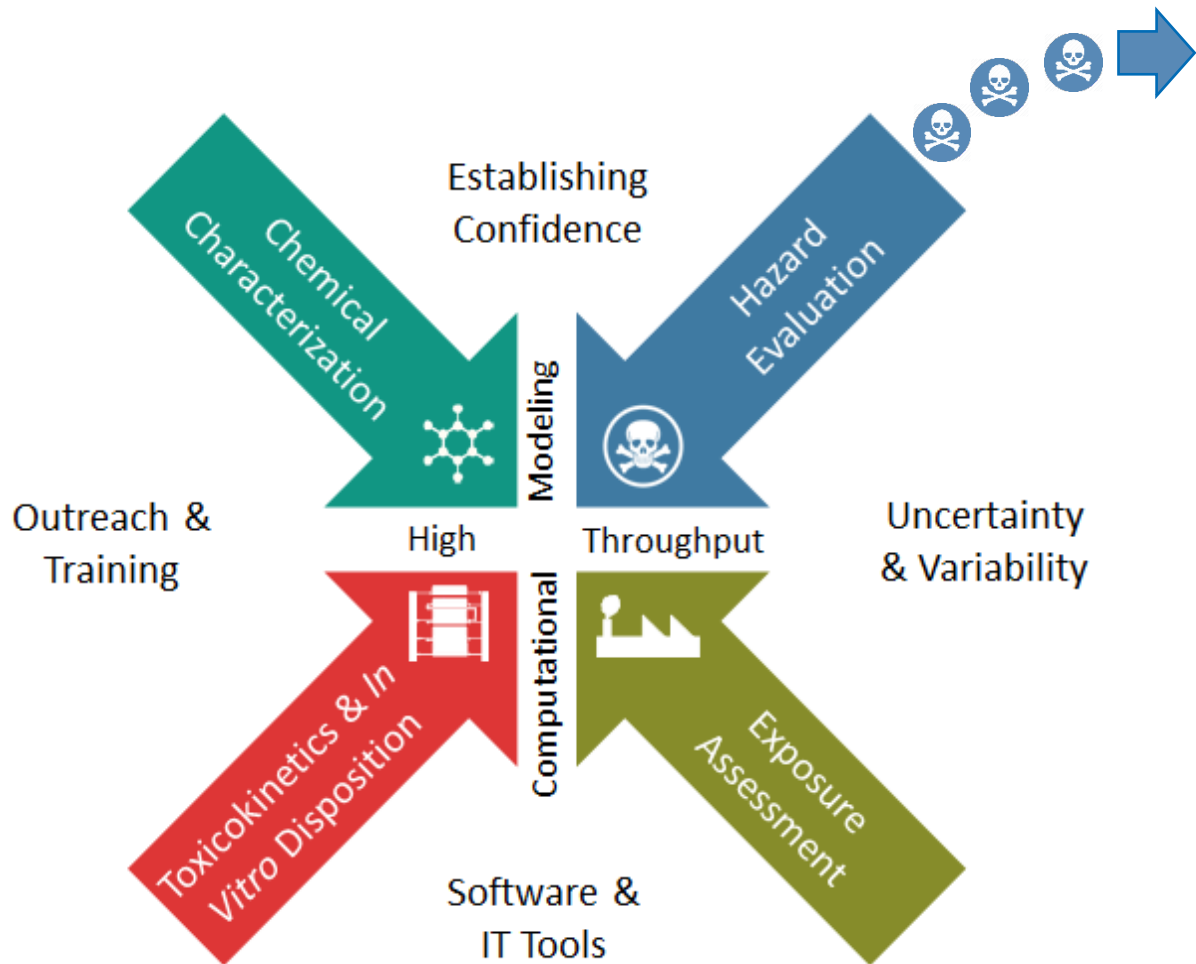 Establishing
Confidence
Chemical
Characterization
Hazard
Evaluation
Modeling
Outreach &
Training
High
Throughput
Uncertainty
& Variability
Computational
Toxicokinetics & In
Vitro Disposition
Exposure
Assessment
Software &
IT Tools